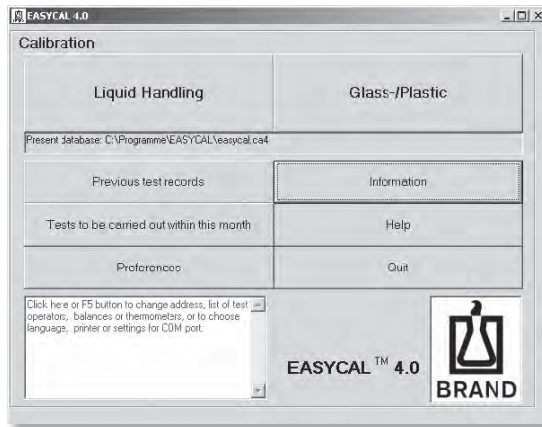 EASYCAL 4.0
Calibration
Liquid Handling
Glass-/Plastic
Present database: C:\Programme\EASYCAL\easycal.ca4
Previous test records
Information
Tests to be carried out within this month
Help
Preferences
Quit
Click here or F5 button to change address, list of test
operators, balances or thermometers, or to choose
language, printer or settings for COM port.
EASYCAL™ 4.0
BRAND